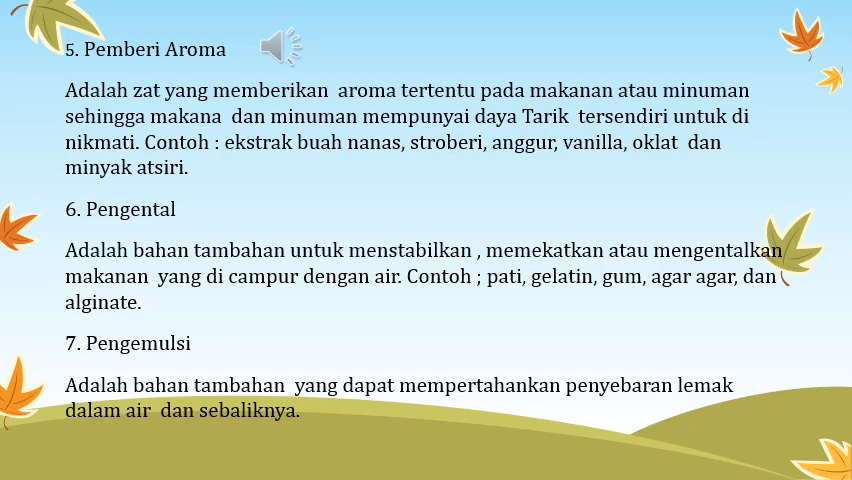 5. Pemberi Aroma
Adalah zat yang memberikan  aroma tertentu pada makanan atau minuman
sehingga makana  dan minuman mempunyai daya Tarik  tersendiri untuk di
nikmati. Contoh : ekstrak buah nanas, stroberi, anggur, vanilla, oklat  dan
minyak atsiri.
6. Pengental
Adalah bahan tambahan untuk menstabilkan , memekatkan atau mengentalkan
makanan  yang di campur dengan air. Contoh ; pati, gelatin, gum, agar agar, dan
alginate.
7. Pengemulsi
Adalah bahan tambahan  yang dapat mempertahankan penyebaran lemak
dalam air  dan sebaliknya.